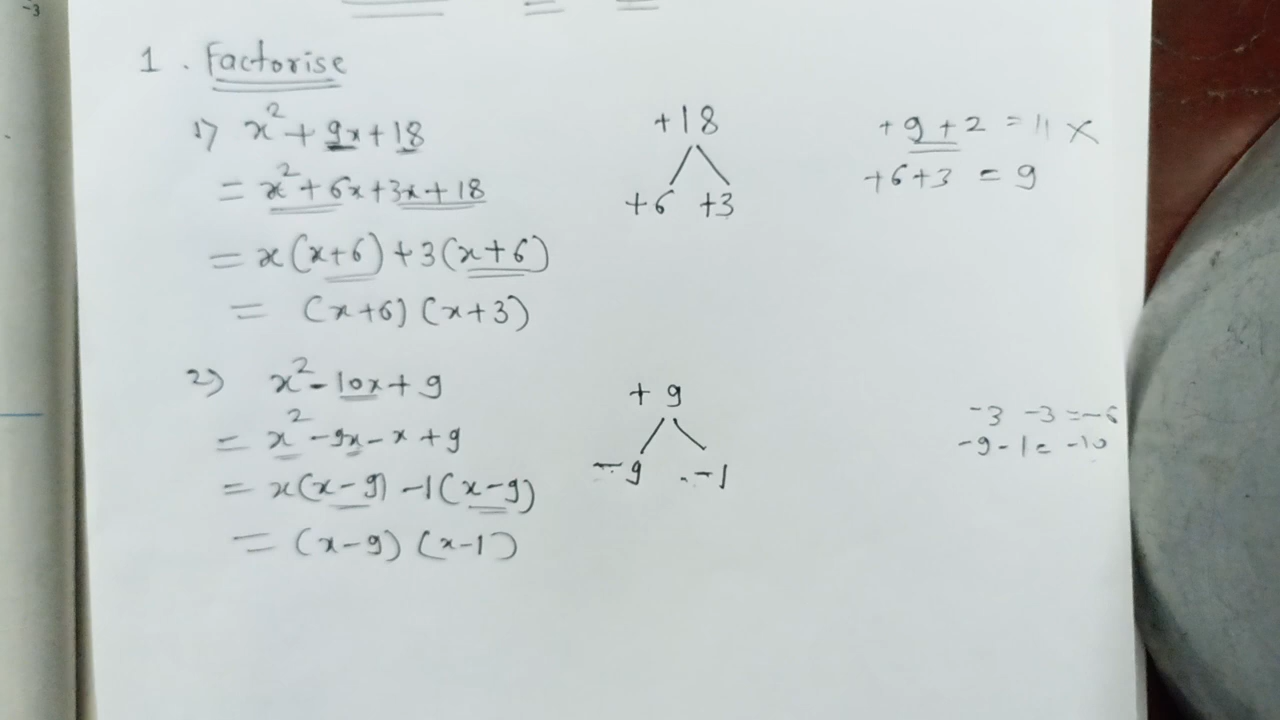 -3
1. Factorise
1) x² + 9x + 18
= x² + 6x + 3x + 18
= x(x+6) + 3(x+6)
= (x+6) (x+3)
+18
+6 +3
+9+2 = 11 ×
+6+3 = 9
2) x² - 10x + 9
= x² - 9x - x + 9
= x(x-9) -1(x-9)
= (x-9) (x-1)
+9
-9 -1
-3 -3 = -6
-9 -1 = -10